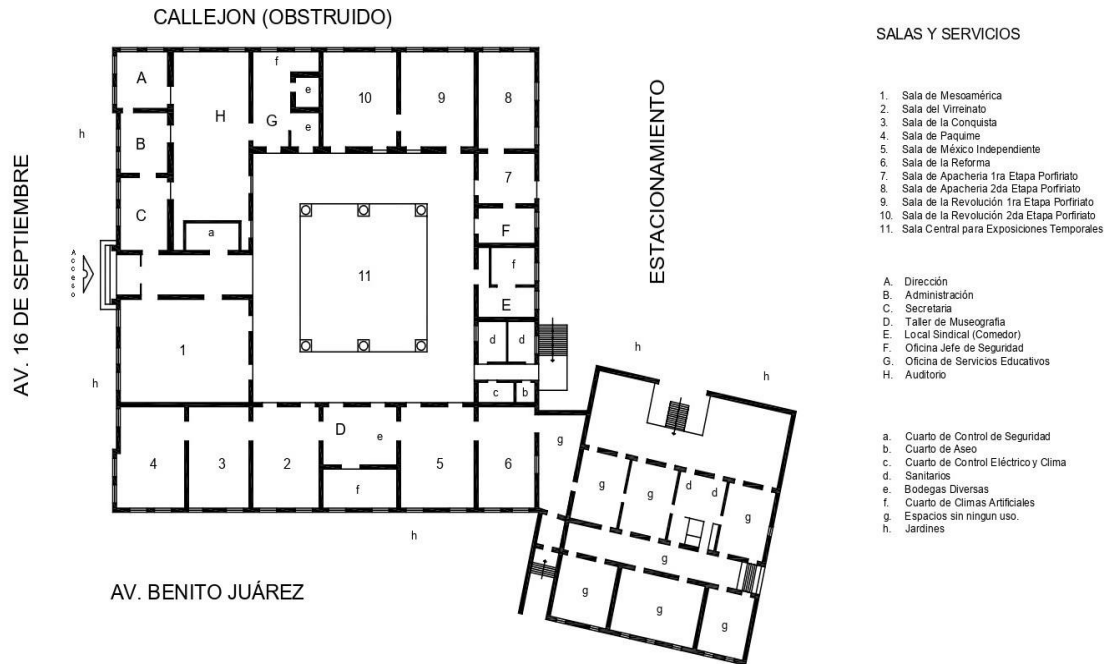 CALLEJON (OBSTRUIDO)
AV. 16 DE SEPTIEMBRE
ESTACIONAMIENTO
AV. BENITO JUÁREZ
Acceso
A
B
C
H
a
f
e
G
e
10
9
8
7
F
f
E
d
d
c
b
11
1
h
h
4
3
2
D
e
f
5
6
h
h
h
g
g
g
d
d
g
g
g
g
g
SALAS Y SERVICIOS
1. Sala de Mesoamérica
2. Sala del Virreinato
3. Sala de la Conquista
4. Sala de Paquime
5. Sala de México Independiente
6. Sala de la Reforma
7. Sala de Apacheria 1ra Etapa Porfiriato
8. Sala de Apacheria 2da Etapa Porfiriato
9. Sala de la Revolución 1ra Etapa Porfiriato
10. Sala de la Revolución 2da Etapa Porfiriato
11. Sala Central para Exposiciones Temporales
A. Dirección
B. Administración
C. Secretaria
D. Taller de Museografia
E. Local Sindical (Comedor)
F. Oficina Jefe de Seguridad
G. Oficina de Servicios Educativos
H. Auditorio
a. Cuarto de Control de Seguridad
b. Cuarto de Aseo
c. Cuarto de Control Eléctrico y Clima
d. Sanitarios
e. Bodegas Diversas
f. Cuarto de Climas Artificiales
g. Espacios sin ningun uso.
h. Jardines